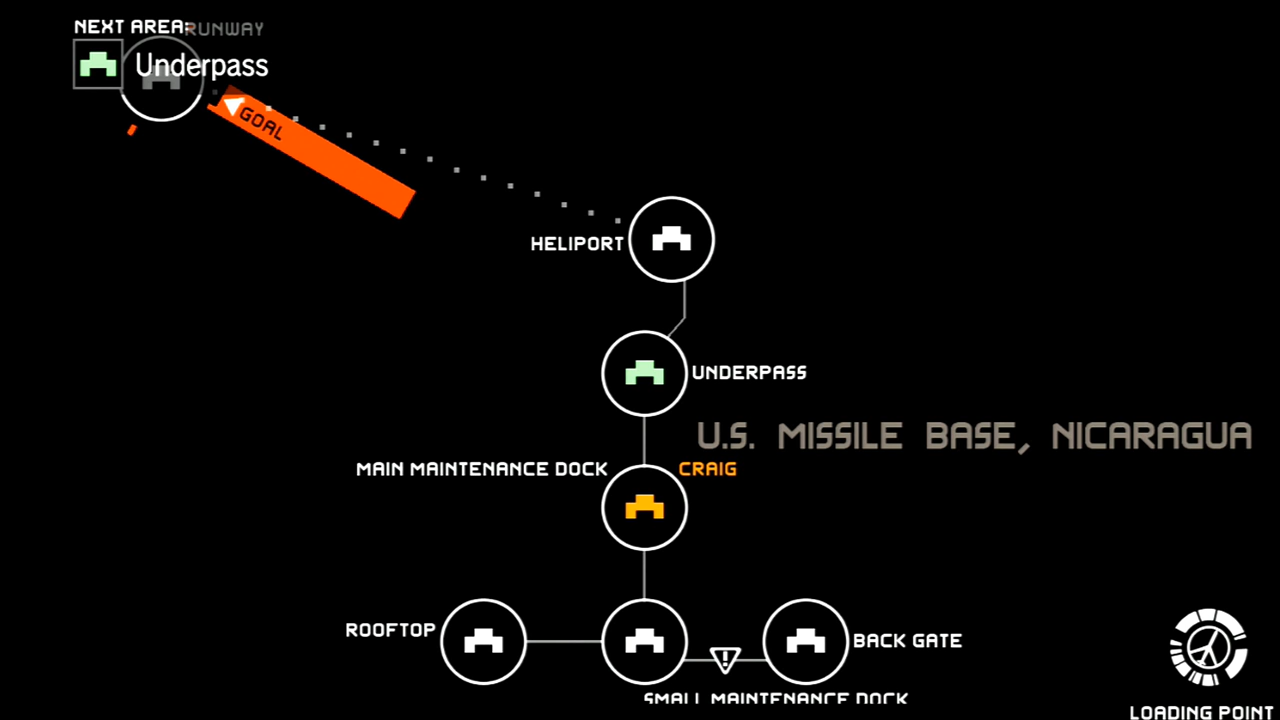 NEXT AREA:
RUNWAY
Underpass
GOAL
HELIPORT
UNDERPASS
U.S. MISSILE BASE, NICARAGUA
MAIN MAINTENANCE DOCK
CRAIG
ROOFTOP
BACK GATE
SMALL MAINTENANCE DOCK
LOADING POINT